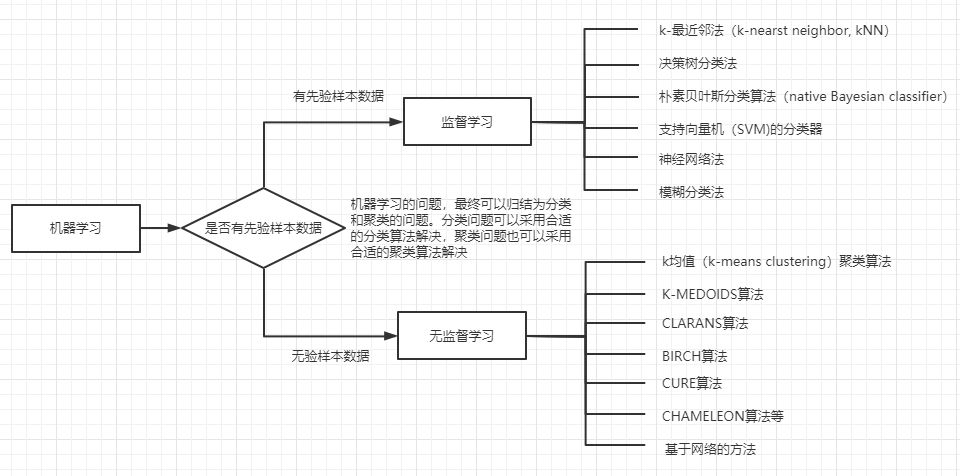 机器学习
是否有先验样本数据
有先验样本数据
监督学习
k-最近邻法（k-nearst neighbor, kNN）
决策树分类法
朴素贝叶斯分类算法（native Bayesian classifier）
支持向量机（SVM)的分类器
神经网络法
模糊分类法
机器学习的问题，最终可以归结为分类
和聚类的问题。分类问题可以采用合适
的分类算法解决，聚类问题也可以采用
合适的聚类算法解决
无验样本数据
无监督学习
k均值（k-means clustering）聚类算法
K-MEDOIDS算法
CLARANS算法
BIRCH算法
CURE算法
CHAMELEON算法等
基于网络的方法